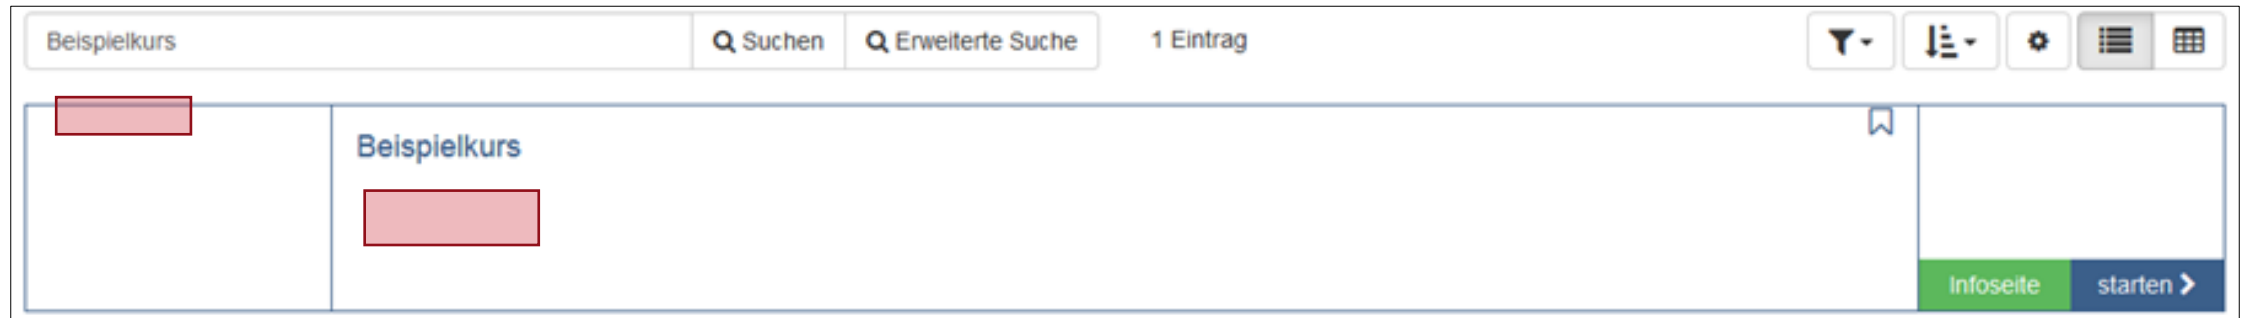 Beispielkurs Suchen Erweiterte Suche 1 Eintrag
Beispielkurs
Infoseite starten